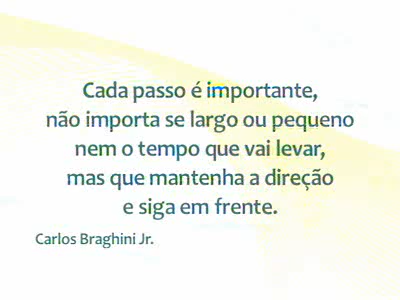 Cada passo é importante,
não importa se largo ou pequeno
nem o tempo que vai levar,
mas que mantenha a direção
e siga em frente.
Carlos Braghini Jr.